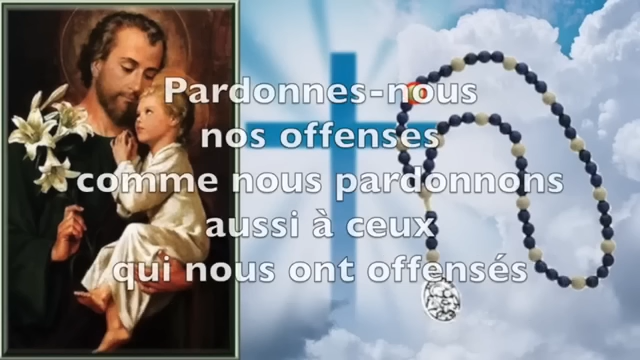 Pardonnes-nous
nos offenses
comme nous pardonnons
aussi à ceux
qui nous ont offensés